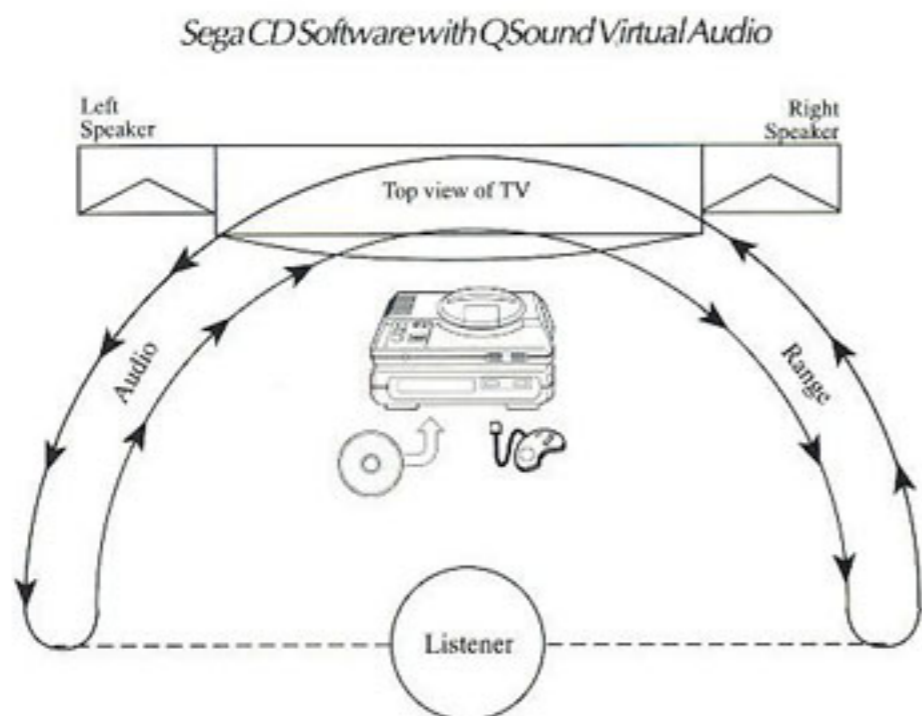 Sega CD Software with QSound Virtual Audio
Left
Speaker
Right
Speaker
Top view of TV
Audio
Range
Listener